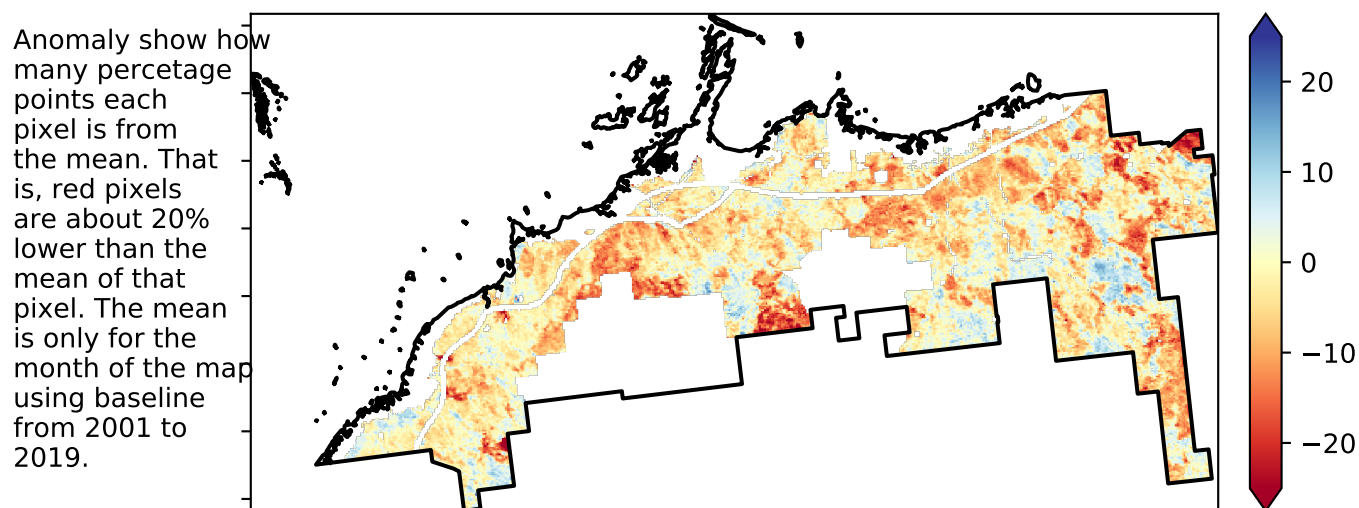 Anomaly show how
many percetage
points each
pixel is from
the mean. That
is, red pixels
are about 20%
lower than the
mean of that
pixel. The mean
is only for the
month of the map
using baseline
from 2001 to
2019.
20
10
0
−10
−20